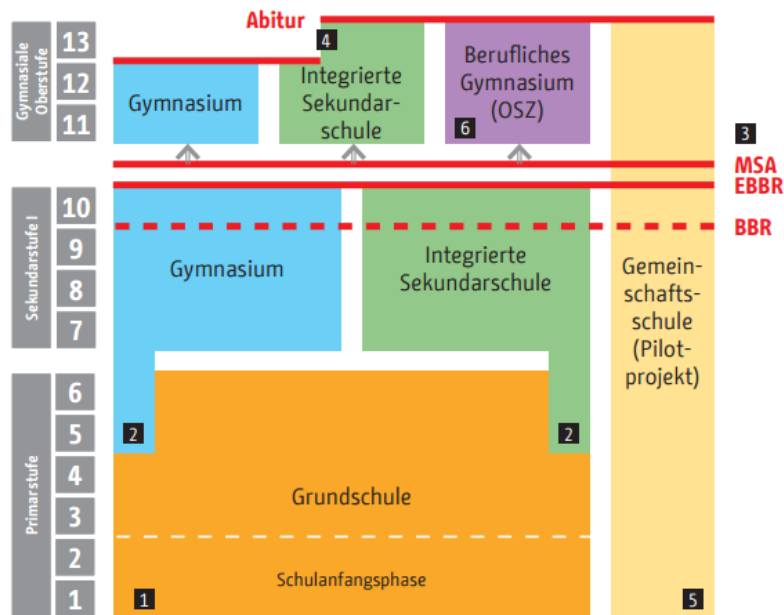 Abitur
Gymnasiale
Oberstufe
13
12
11
4
Gymnasium
Integrierte
Sekundar-
schule
Berufliches
Gymnasium
(OSZ)
6
3
MSA
EBBR
BBR
Sekundarstufe I
10
9
8
7
Gymnasium
Integrierte
Sekundarschule
Gemein-
schafts-
schule
(Pilot-
projekt)
Primarstufe
6
5
4
3
2
1
2
2
Grundschule
Schulanfangsphase
1
5